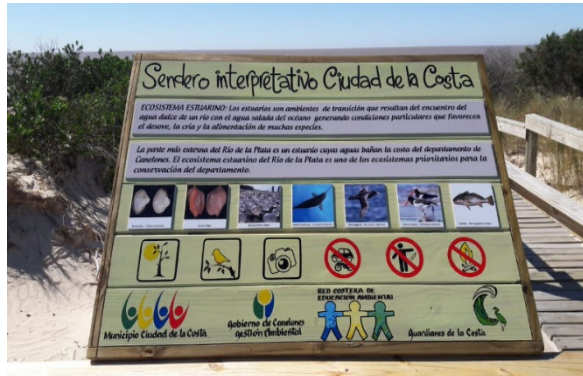 Sendero interpretativo Ciudad de la Costa
ECOSISTEMA ESTUARINO: Los estuarios son ambientes de transición que resultan del encuentro del
agua dulce de un río con el agua salada del océano generando condiciones particulares que favorecen
el desove, la cría y la alimentación de muchas especies.
La parte más externa del Río de la Plata es un estuario cuyas aguas bañan la costa del departamento de
Canelones. El ecosistema estuarino del Río de la Plata es uno de los ecosistemas prioritarios para la
conservación del departamento.
Municipio Ciudad de la Costa
Gobierno de Canelones
gestión Ambiental
RED COSTERA DE
EDUCACIÓN AMBIENTAL
Guardianes de la Costa